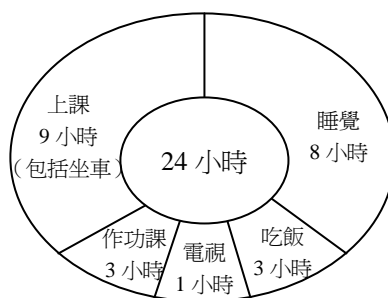 上課
9 小時
（包括坐車）
睡覺
8 小時
24 小時
作功課
3 小時
電視
1 小時
吃飯
3 小時